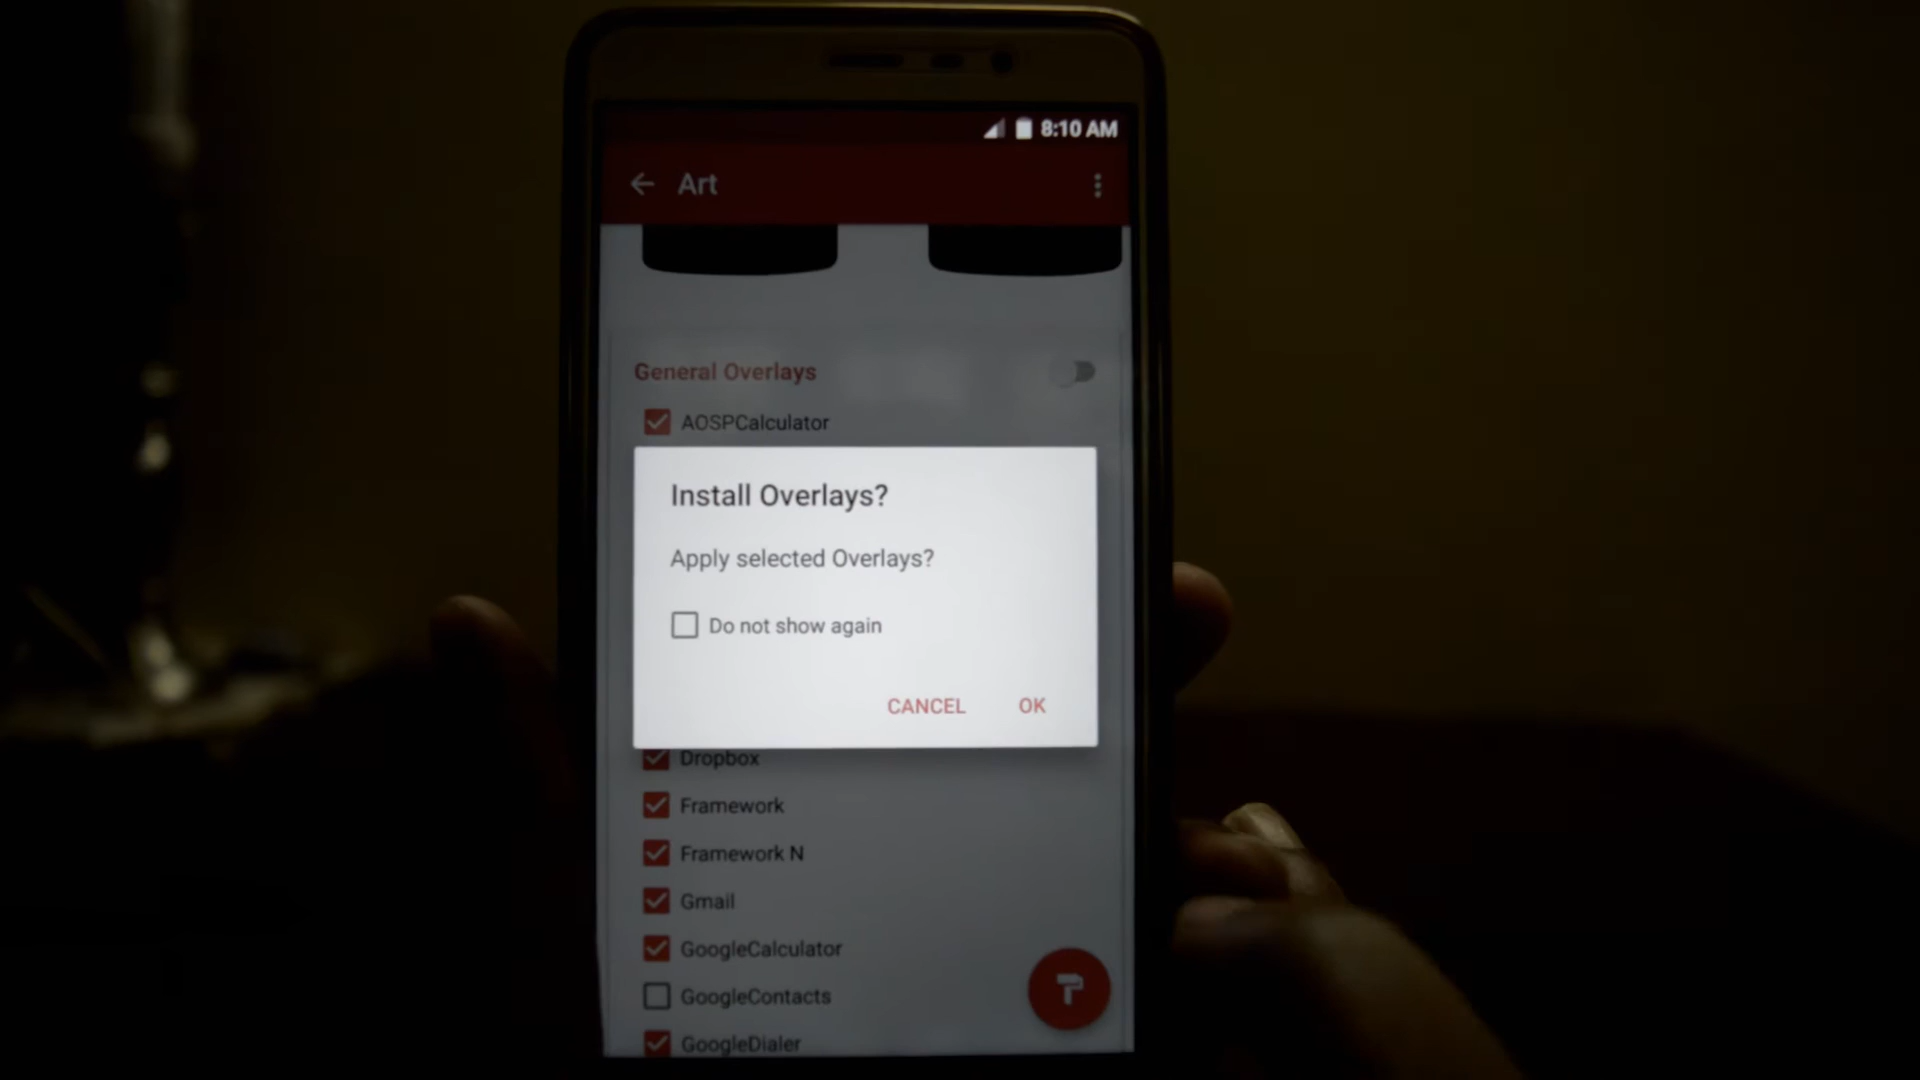 8:10 AM
Art
General Overlays
AOSPCalculator
Install Overlays?
Apply selected Overlays?
Do not show again
CANCEL OK
Dropbox
Framework
Framework N
Gmail
GoogleCalculator
GoogleContacts
GoogleDialer